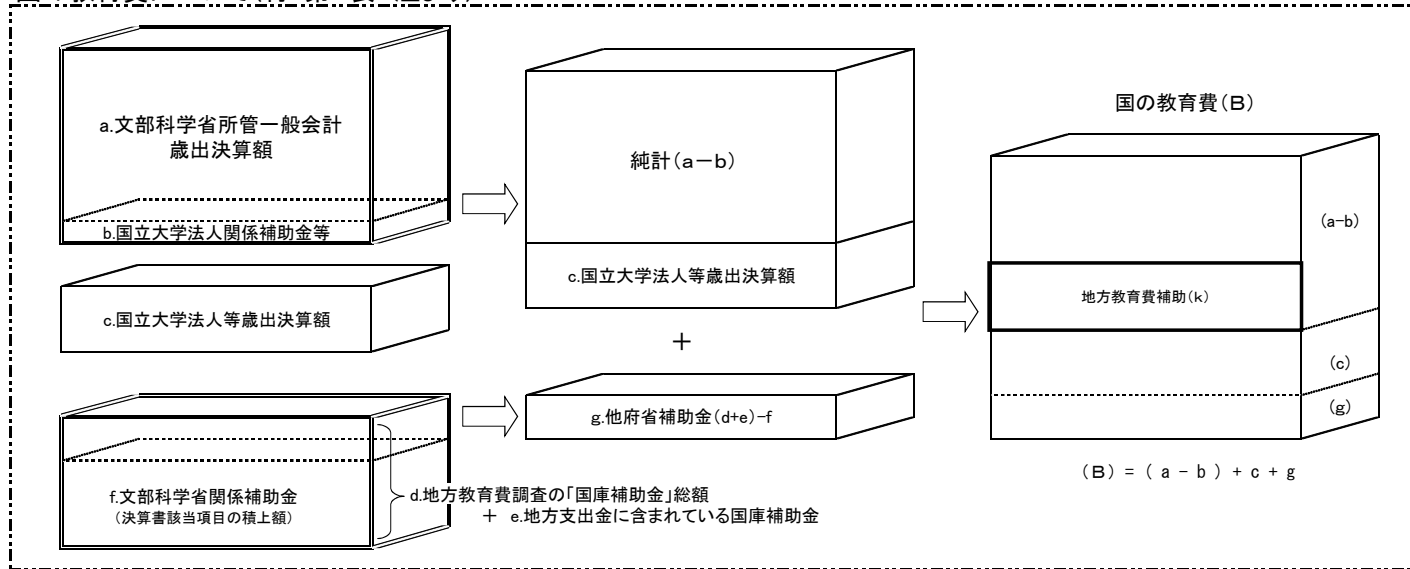 a.文部科学省所管一般会計
歳出決算額
b.国立大学法人関係補助金等
c.国立大学法人等歳出決算額
f.文部科学省関係補助金
（決算書該当項目の積上額）
d.地方教育費調査の「国庫補助金」総額
＋ e.地方支出金に含まれている国庫補助金
純計(a－b)
c.国立大学法人等歳出決算額
＋
g.他府省補助金(d+e)-f
国の教育費(B)
(a-b)
地方教育費補助(k)
(c)
(g)
(B) = ( a - b ) + c + g